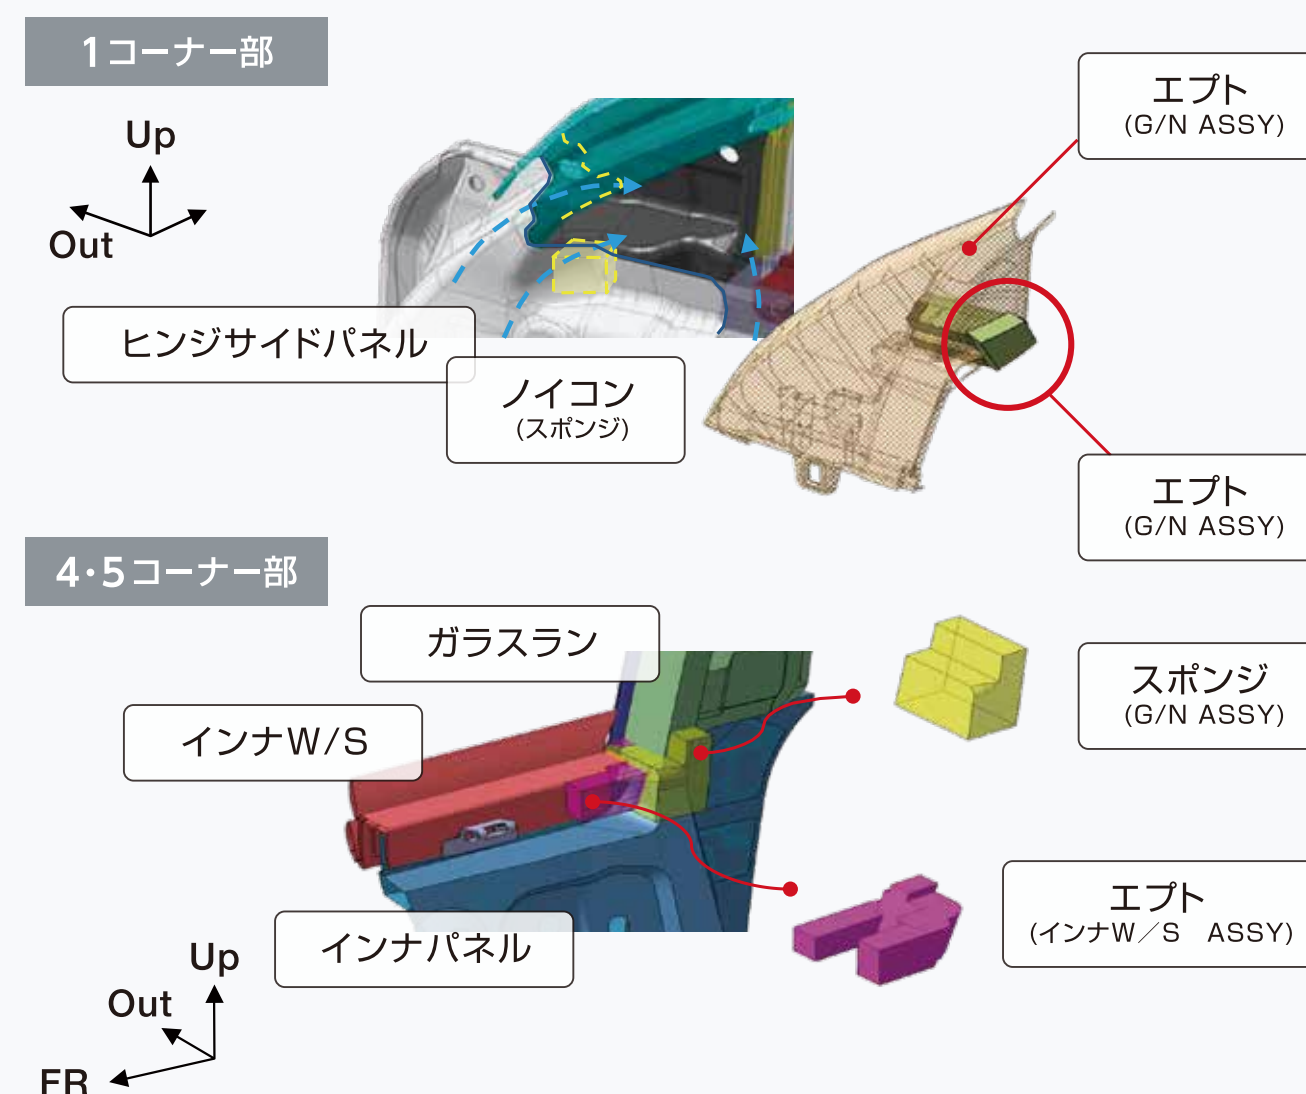 1コーナー部
Up
Out
エプト
(G/N ASSY)
ヒンジサイドパネル
ノイコン
(スポンジ)
エプト
(G/N ASSY)
4・5コーナー部
ガラスラン
インナW/S
スポンジ
(G/N ASSY)
エプト
(インナW／S　ASSY)
インナパネル
Up
Out
FR